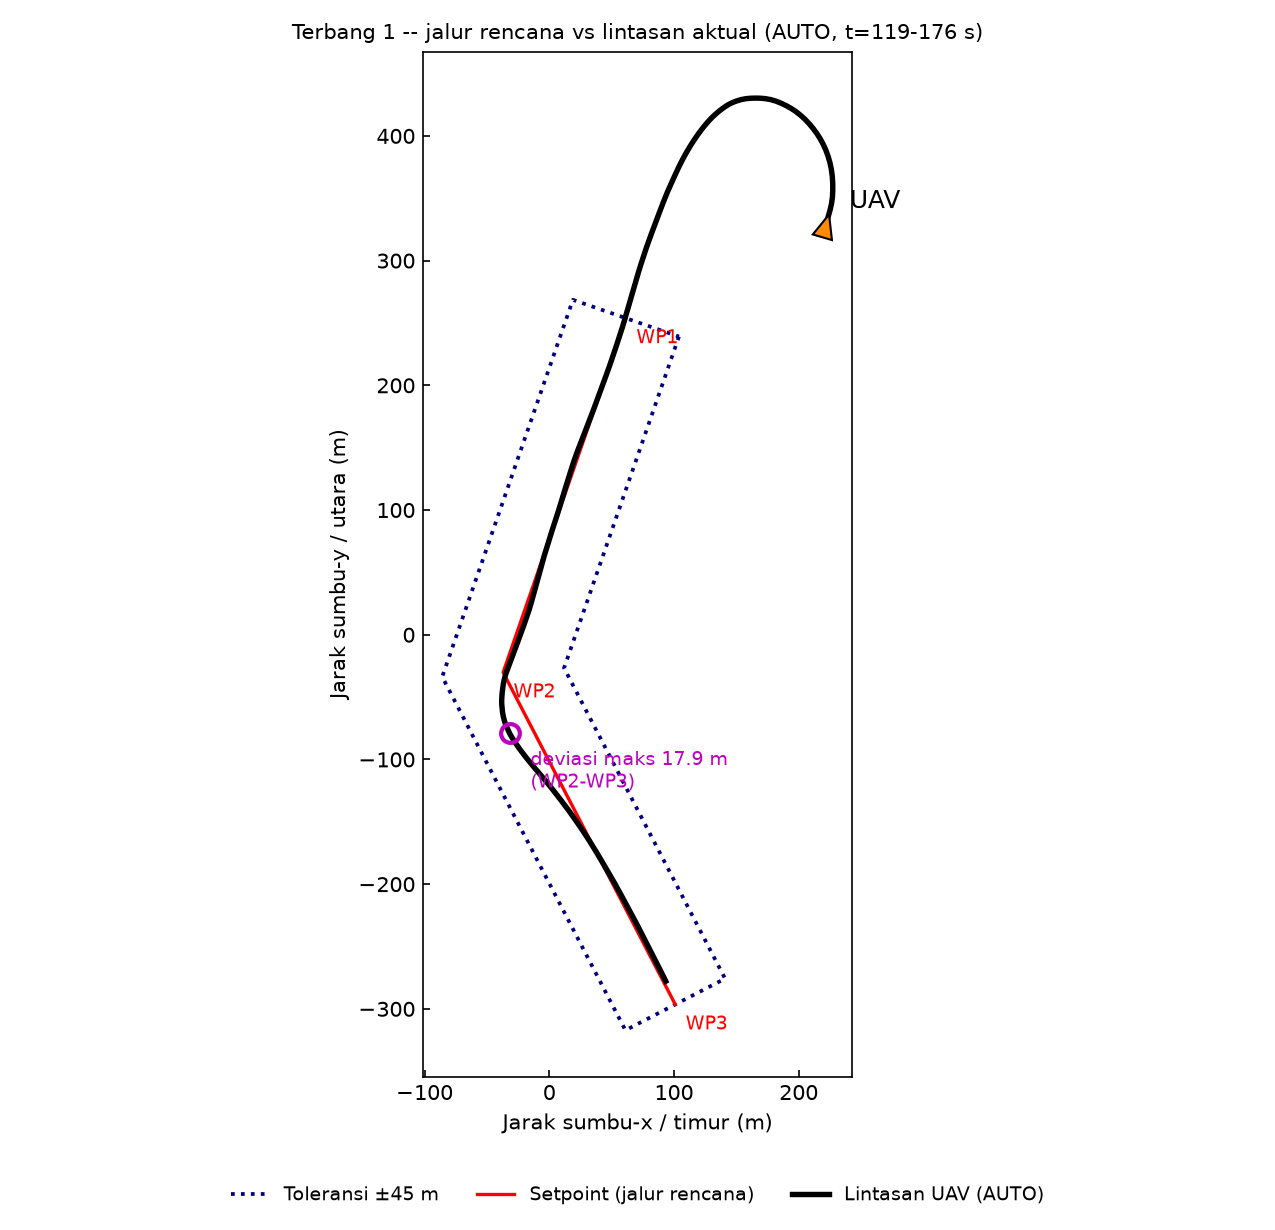 Terbang 1 -- jalur rencana vs lintasan aktual (AUTO, t=119-176 s)
UAV
400
300
WP1
200
Jarak sumbu-y / utara (m)
100
0
WP2
−100
deviasi maks 17.9 m
(WP2-WP3)
−200
−300
WP3
−100 0 100 200
Jarak sumbu-x / timur (m)
Toleransi ±45 m Setpoint (jalur rencana) Lintasan UAV (AUTO)